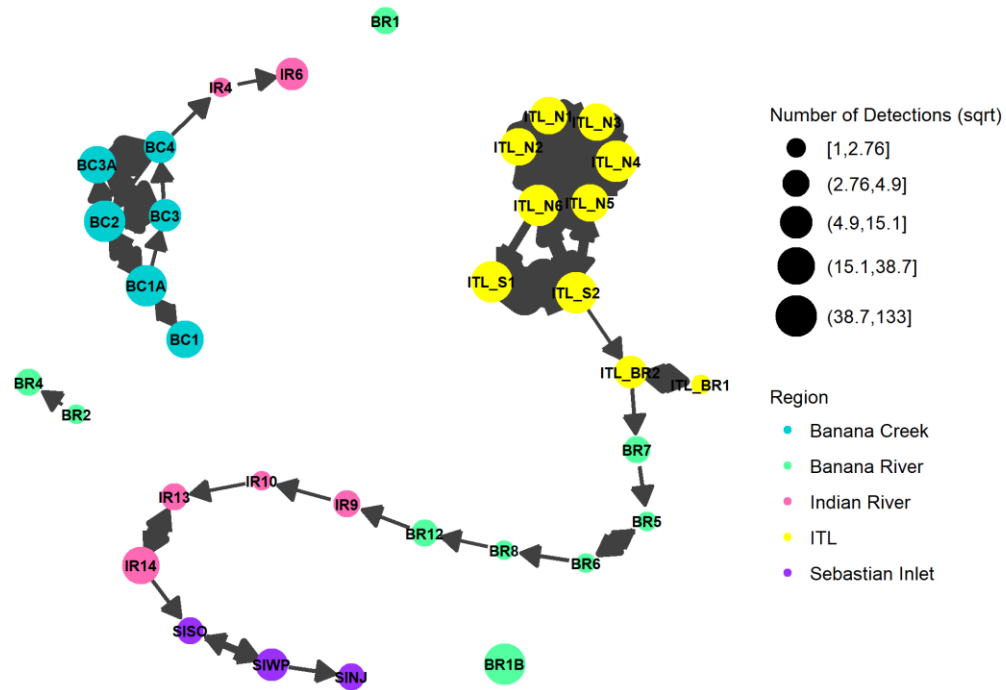 BR1
IR4
IR6
BC4
BC3A
BC3
BC2
BC1A
BC1
ITL_N1
ITL_N3
ITL_N2
ITL_N4
ITL_N6
ITL_N5
ITL_S1
ITL_S2
ITL_BR2
ITL_BR1
BR4
BR2
BR7
BR5
BR6
BR8
BR12
IR9
IR10
IR13
IR14
SISO
SIWP
SINJ
BR1B
Number of Detections (sqrt)
[1,2.76]
(2.76,4.9]
(4.9,15.1]
(15.1,38.7]
(38.7,133]
Region
Banana Creek
Banana River
Indian River
ITL
Sebastian Inlet